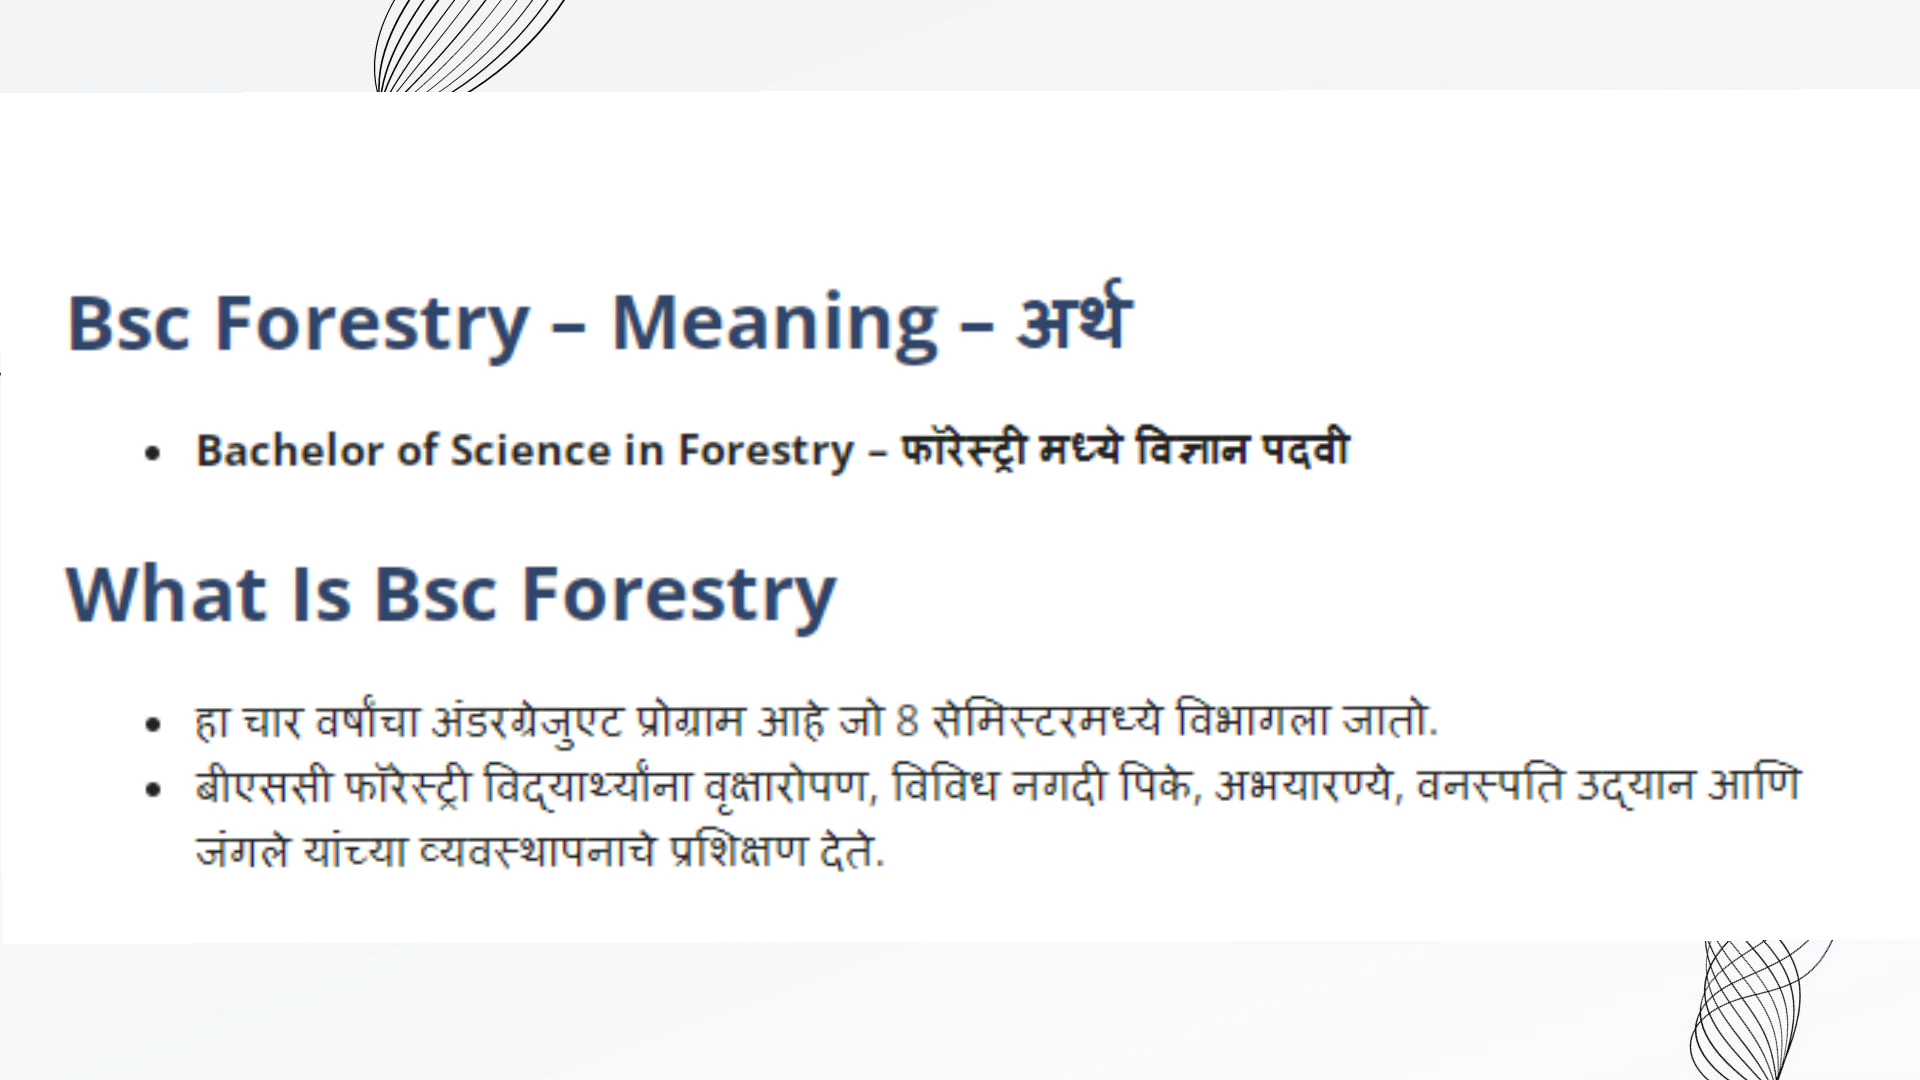 Bsc Forestry – Meaning – अर्थ
• Bachelor of Science in Forestry – फॉरेस्ट्री मध्ये विज्ञान पदवी
What Is Bsc Forestry
• हा चार वर्षांचा अंडरग्रेजुएट प्रोग्राम आहे जो 8 सेमिस्टरमध्ये विभागला जातो.
• बीएससी फॉरेस्ट्री विद्यार्थ्यांना वृक्षारोपण, विविध नगदी पिके, अभयारण्ये, वनस्पति उद्यान आणि
जंगले यांच्या व्यवस्थापनाचे प्रशिक्षण देते.